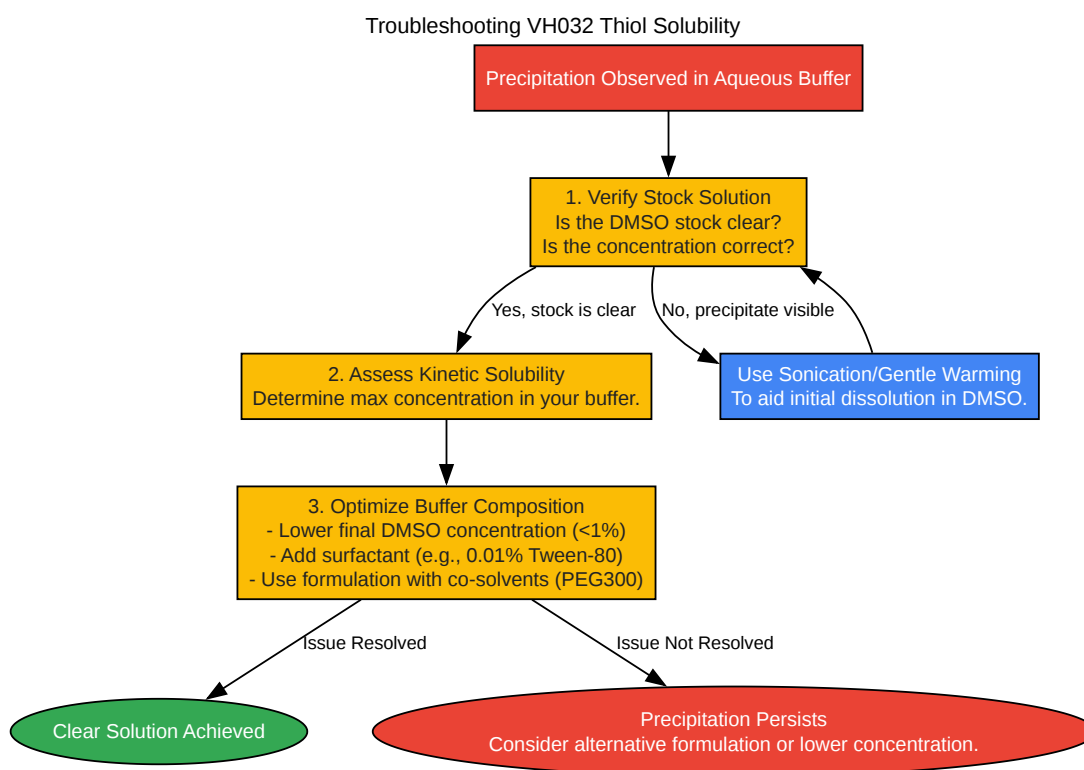 Troubleshooting VH032 Thiol Solubility
Precipitation Observed in Aqueous Buffer
1. Verify Stock Solution
Is the DMSO stock clear?
Is the concentration correct?
Yes, stock is clear
No, precipitate visible
2. Assess Kinetic Solubility
Determine max concentration in your buffer.
Use Sonication/Gentle Warming
To aid initial dissolution in DMSO.
3. Optimize Buffer Composition
- Lower final DMSO concentration (<1%)
- Add surfactant (e.g., 0.01% Tween-80)
- Use formulation with co-solvents (PEG300)
Issue Resolved
Issue Not Resolved
Clear Solution Achieved
Precipitation Persists
Consider alternative formulation or lower concentration.